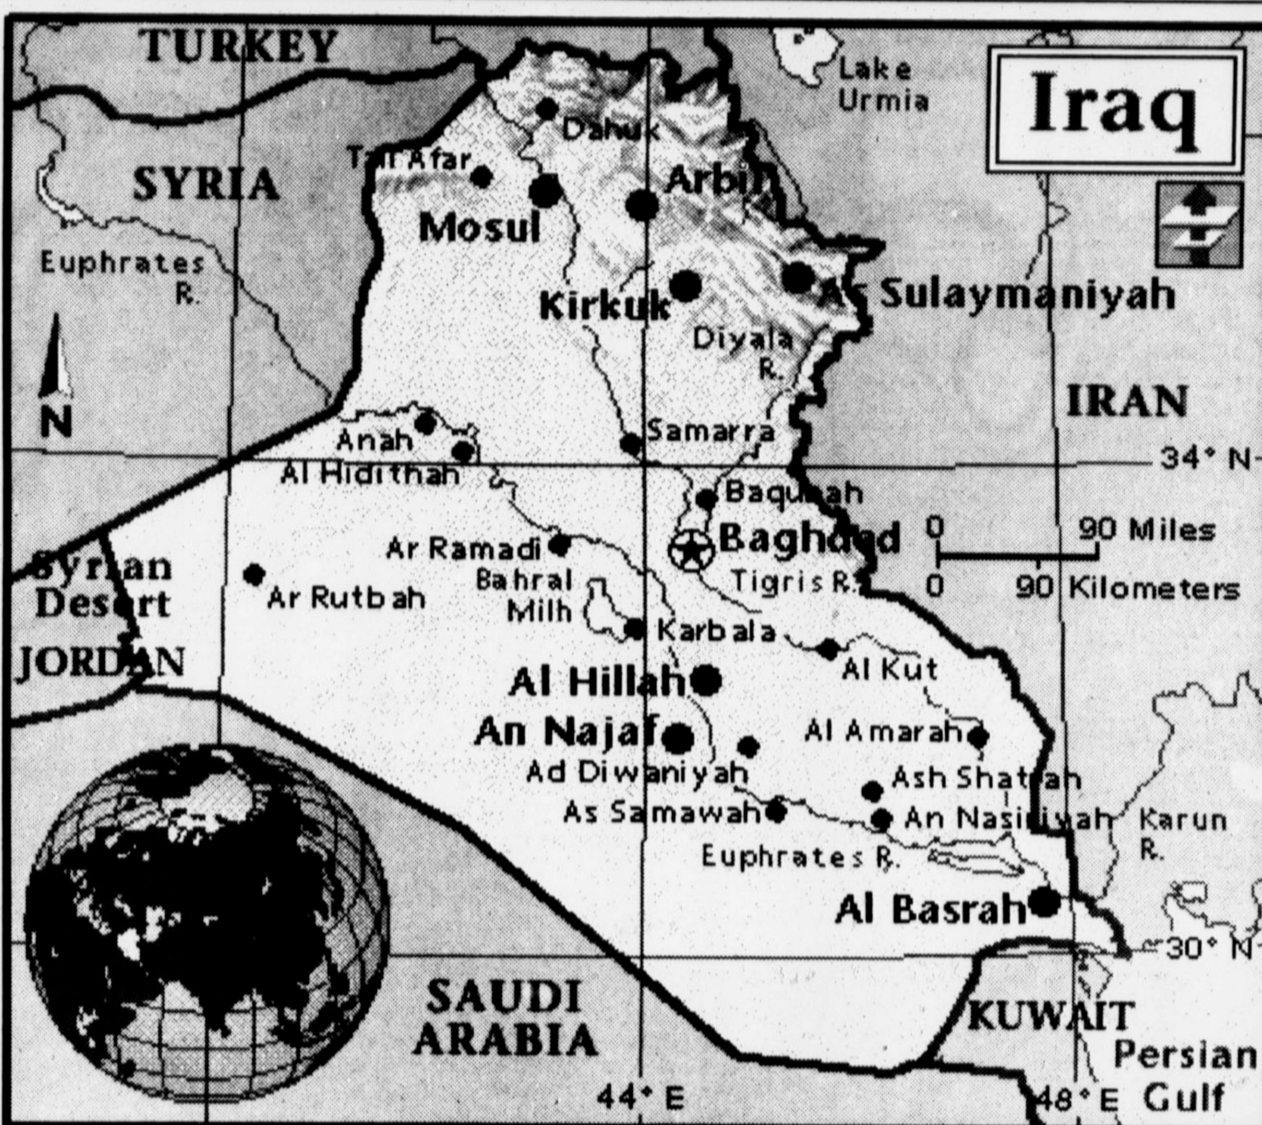 TURKEY
Lake
Urmia
Iraq
Dahuk
Tall Afar
SYRIA
Arbil
Mosul
Euphrates
R.
As Sulaymaniyah
Kirkuk
Diyala
R.
N
IRAN
Anah
Samarra
34° N
Al Hidithah
Baqubah
0 90 Miles
Baghdad
Ar Ramadi
Syrian
Desert
Bahral
Milh
Tigris R.
0 90 Kilometers
Ar Rutbah
Karbala
JORDAN
Al Kut
Al Hillah
An Najaf
Al Amarah
Ad Diwaniyah
Ash Shatrah
As Samawah
An Nasiriyah
Karun
R.
Euphrates R.
Al Basrah
30° N
SAUDI
ARABIA
KUWAIT
Persian
Gulf
44° E
48° E